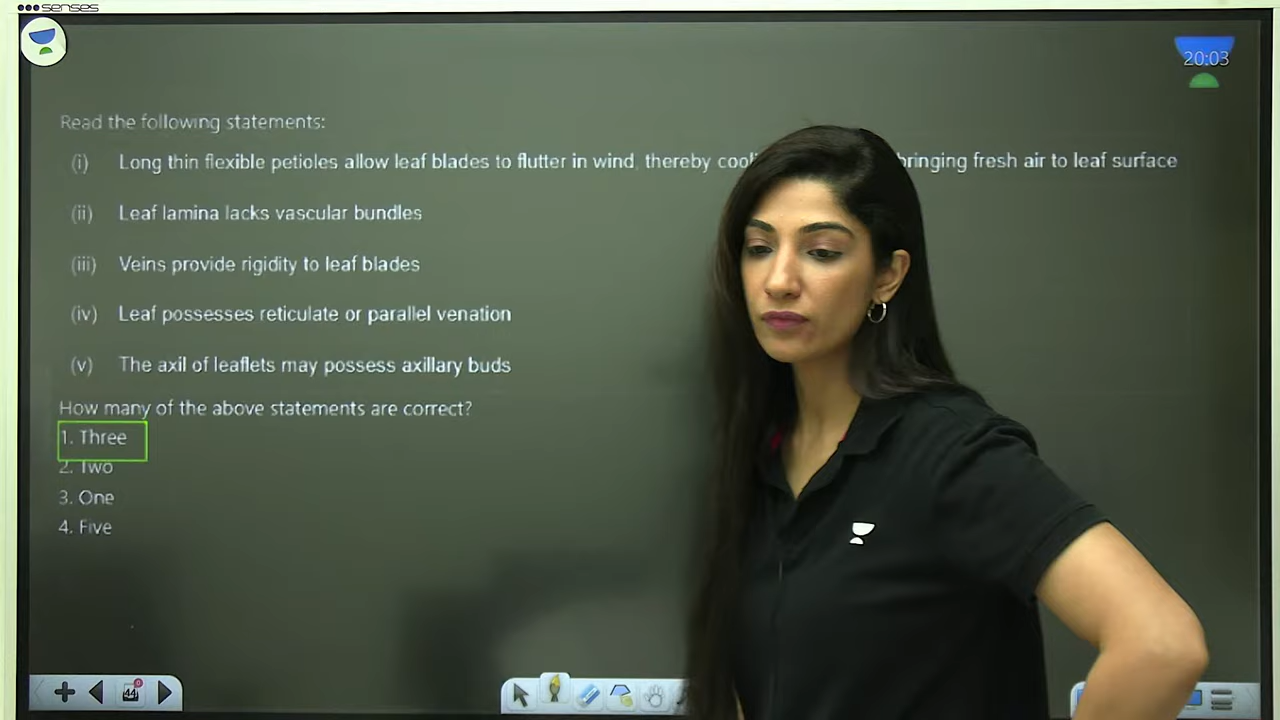 senses
20:03
Read the following statements:
(i) Long thin flexible petioles allow leaf blades to flutter in wind, thereby bringing fresh air to leaf surface
(ii) Leaf lamina lacks vascular bundles
(iii) Veins provide rigidity to leaf blades
(iv) Leaf possesses reticulate or parallel venation
(v) The axil of leaflets may possess axillary buds
How many of the above statements are correct?
1. Three
2. Two
3. One
4. Five
44
0